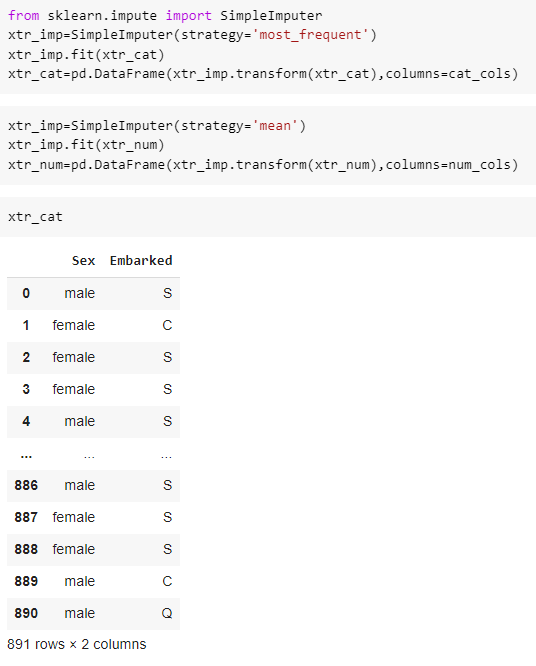 from sklearn.impute import SimpleImputer
xtr_imp=SimpleImputer(strategy='most_frequent')
xtr_imp.fit(xtr_cat)
xtr_cat=pd.DataFrame(xtr_imp.transform(xtr_cat),columns=cat_cols)
xtr_imp=SimpleImputer(strategy='mean')
xtr_imp.fit(xtr_num)
xtr_num=pd.DataFrame(xtr_imp.transform(xtr_num),columns=num_cols)
xtr_cat
Sex Embarked
0 male S
1 female C
2 female S
3 female S
4 male S
... ... ...
886 male S
887 female S
888 female S
889 male C
890 male Q
891 rows × 2 columns